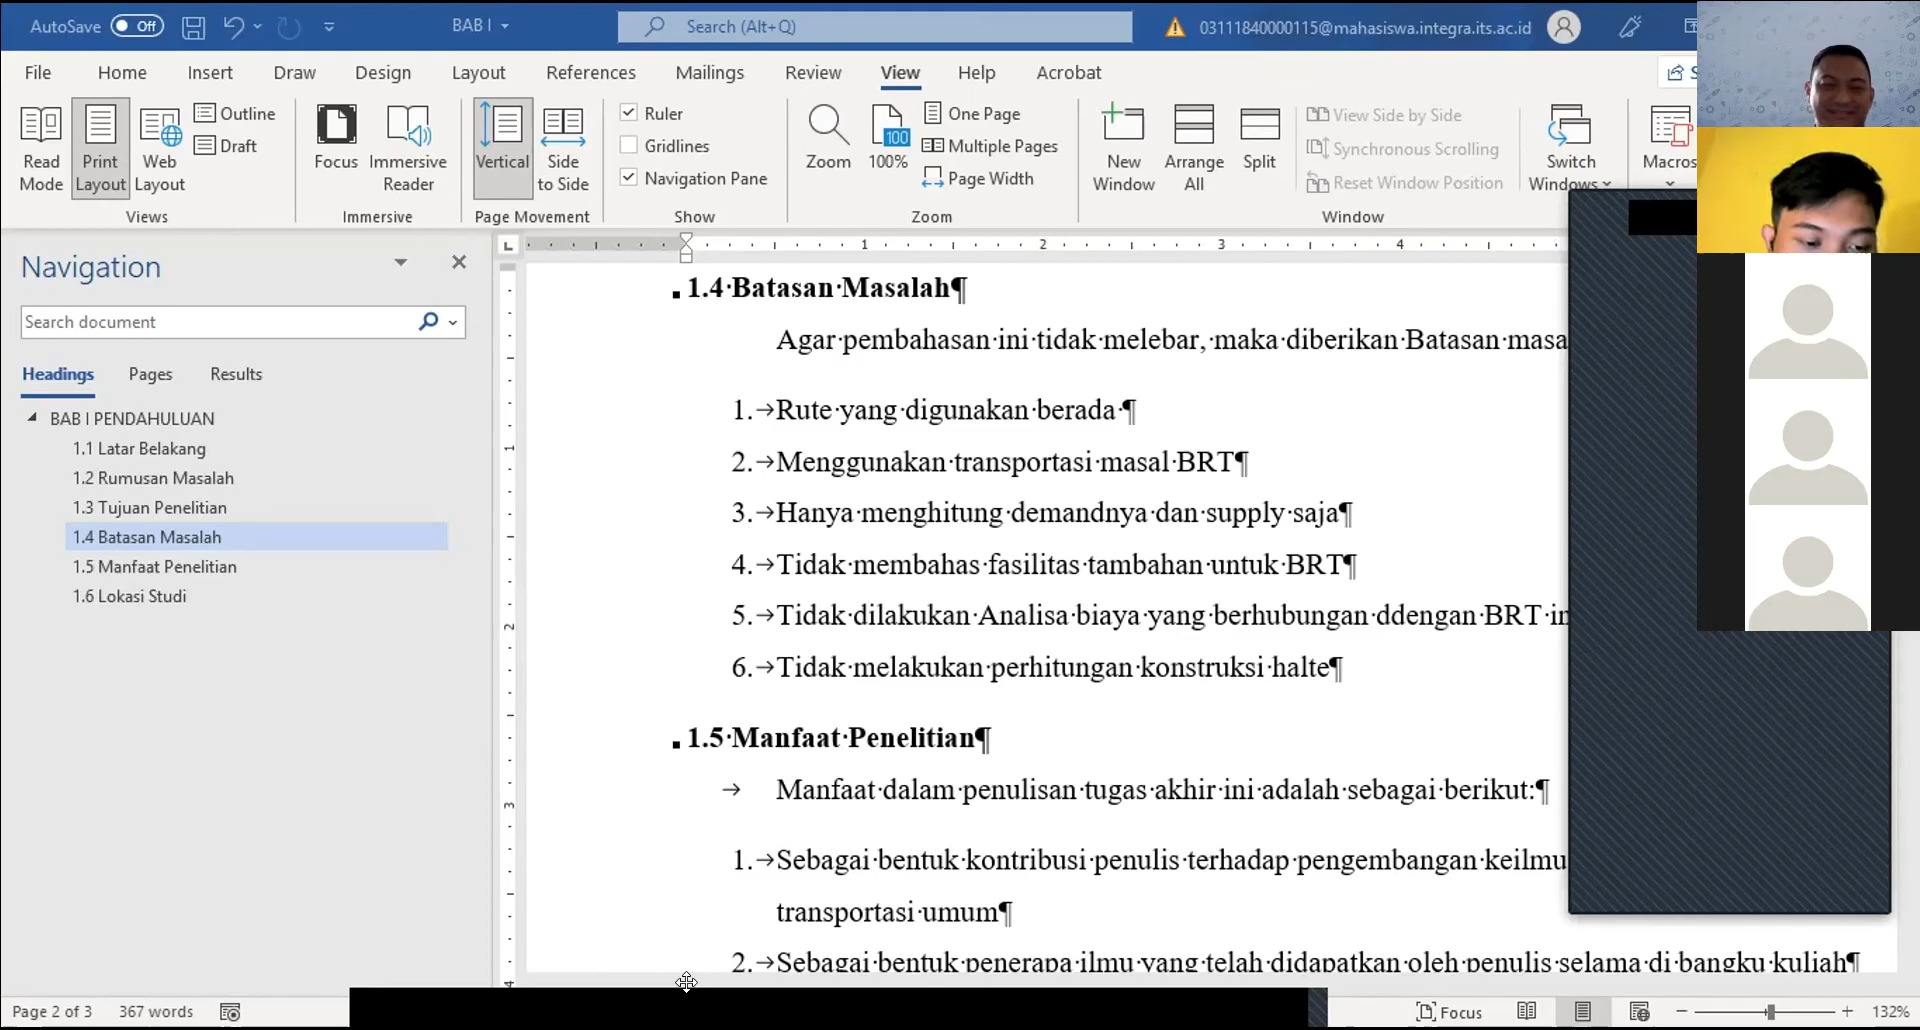 AutoSave Off BAB I Search (Alt+Q) 03111840000115@mahasiswa.integra.its.ac.id
File Home Insert Draw Design Layout References Mailings Review View Help Acrobat
Read Mode
Print Layout
Web Layout
Outline
Draft
Views
Focus
Immersive Reader
Immersive
Vertical
Side to Side
Page Movement
Ruler
Gridlines
Navigation Pane
Show
Zoom
100
100%
One Page
Multiple Pages
Page Width
Zoom
New Window
Arrange All
Split
View Side by Side
Synchronous Scrolling
Reset Window Position
Switch Windows
Window
Macros
Navigation
Search document
Headings Pages Results
BAB I PENDAHULUAN
1.1 Latar Belakang
1.2 Rumusan Masalah
1.3 Tujuan Penelitian
1.4 Batasan Masalah
1.5 Manfaat Penelitian
1.6 Lokasi Studi
1 2 3 4
1
2
3
4
1.4 Batasan Masalah¶
Agar pembahasan ini tidak melebar, maka diberikan Batasan masa
1. Rute yang digunakan berada ¶
2. Menggunakan transportasi masal BRT¶
3. Hanya menghitung demandnya dan supply saja¶
4. Tidak membahas fasilitas tambahan untuk BRT¶
5. Tidak dilakukan Analisa biaya yang berhubungan ddengan BRT
6. Tidak melakukan perhitungan konstruksi halte¶
1.5 Manfaat Penelitian¶
Manfaat dalam penulisan tugas akhir ini adalah sebagai berikut:¶
1. Sebagai bentuk kontribusi penulis terhadap pengembangan keilmu
transportasi umum¶
2. Sebagai bentuk penerapa ilmu yang telah didapatkan oleh penulis selama di bangku kuliah¶
Page 2 of 3 367 words Focus 132%